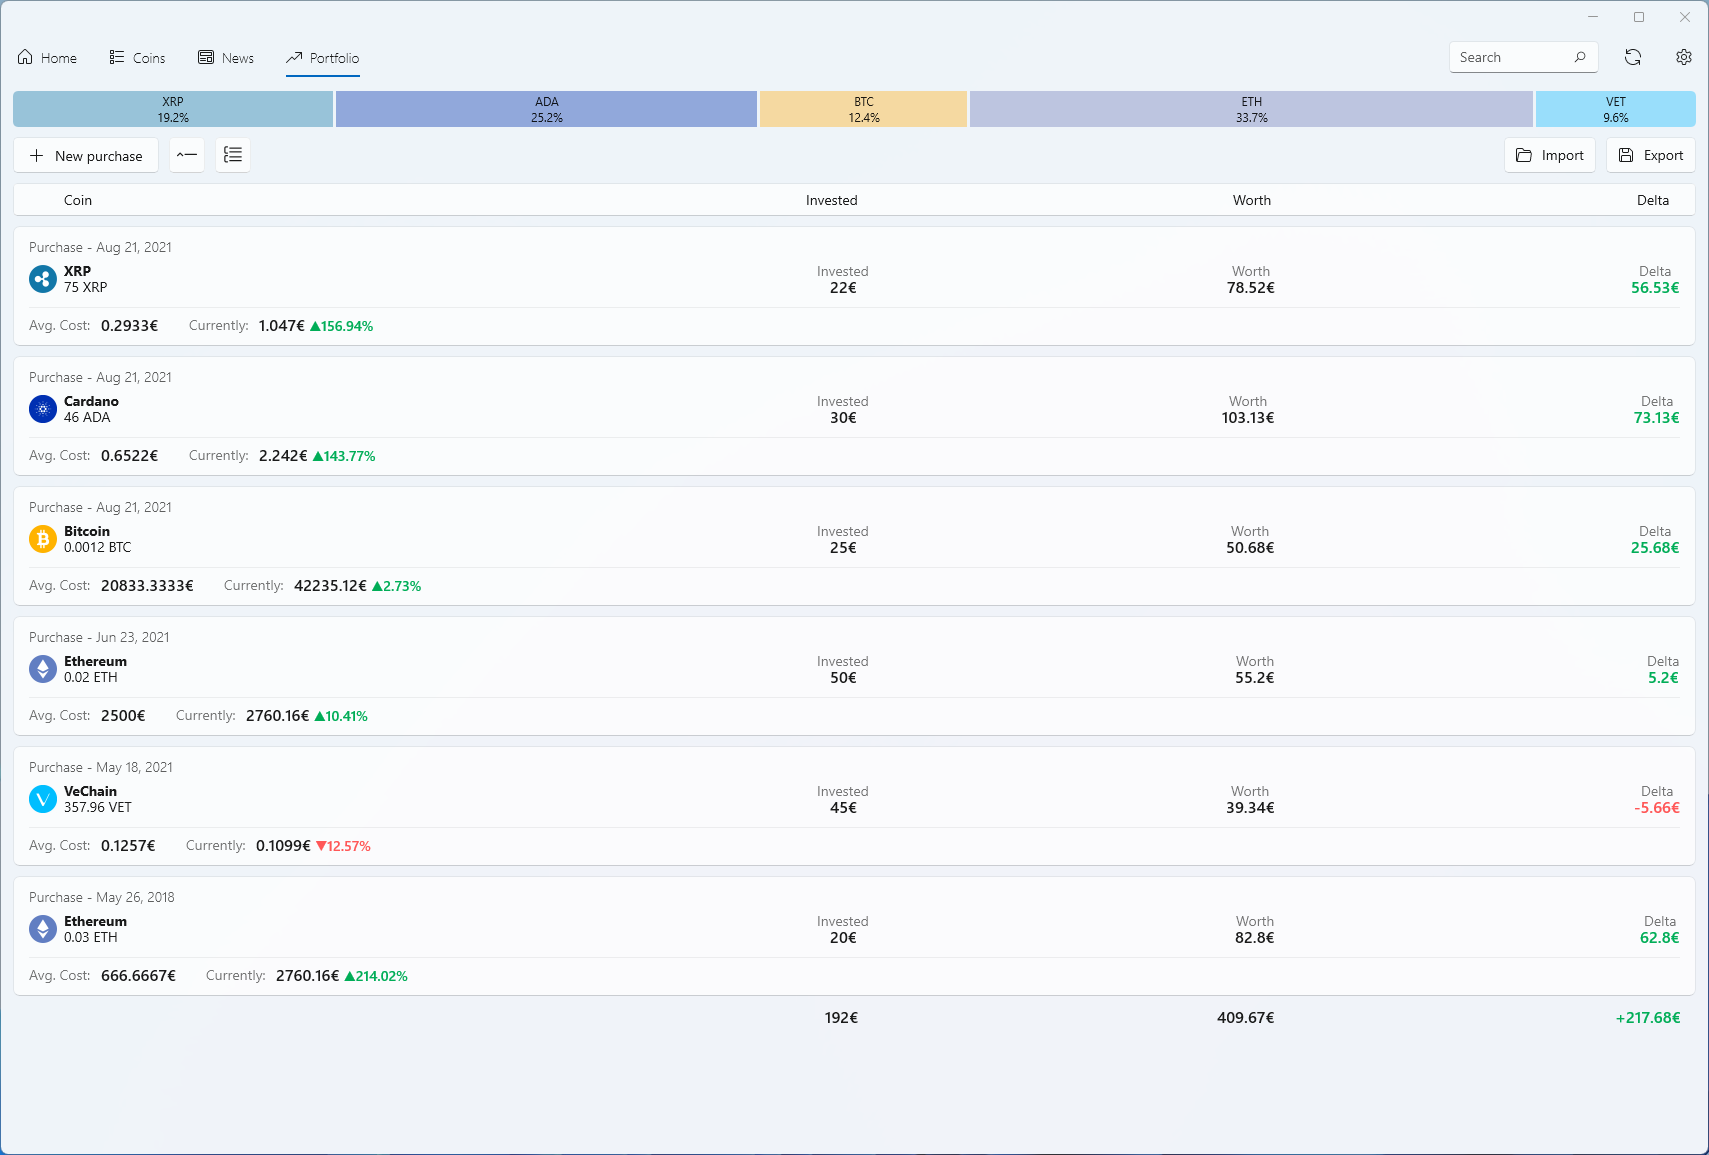 Home Coins News Portfolio Search
XRP ADA BTC ETH VET
19.2% 25.2% 12.4% 33.7% 9.6%
New purchase Import Export
Coin Invested Worth Delta
Purchase - Aug 21, 2021
XRP Invested Worth Delta
75 XRP 22€ 78.52€ 56.53€
Avg. Cost: 0.2933€ Currently: 1.047€ ▲156.94%
Purchase - Aug 21, 2021
Cardano Invested Worth Delta
46 ADA 30€ 103.13€ 73.13€
Avg. Cost: 0.6522€ Currently: 2.242€ ▲143.77%
Purchase - Aug 21, 2021
Bitcoin Invested Worth Delta
0.0012 BTC 25€ 50.68€ 25.68€
Avg. Cost: 20833.3333€ Currently: 42235.12€ ▲2.73%
Purchase - Jun 23, 2021
Ethereum Invested Worth Delta
0.02 ETH 50€ 55.2€ 5.2€
Avg. Cost: 2500€ Currently: 2760.16€ ▲10.41%
Purchase - May 18, 2021
VeChain Invested Worth Delta
357.96 VET 45€ 39.34€ -5.66€
Avg. Cost: 0.1257€ Currently: 0.1099€ ▼12.57%
Purchase - May 26, 2018
Ethereum Invested Worth Delta
0.03 ETH 20€ 82.8€ 62.8€
Avg. Cost: 666.6667€ Currently: 2760.16€ ▲214.02%
192€ 409.67€ +217.68€